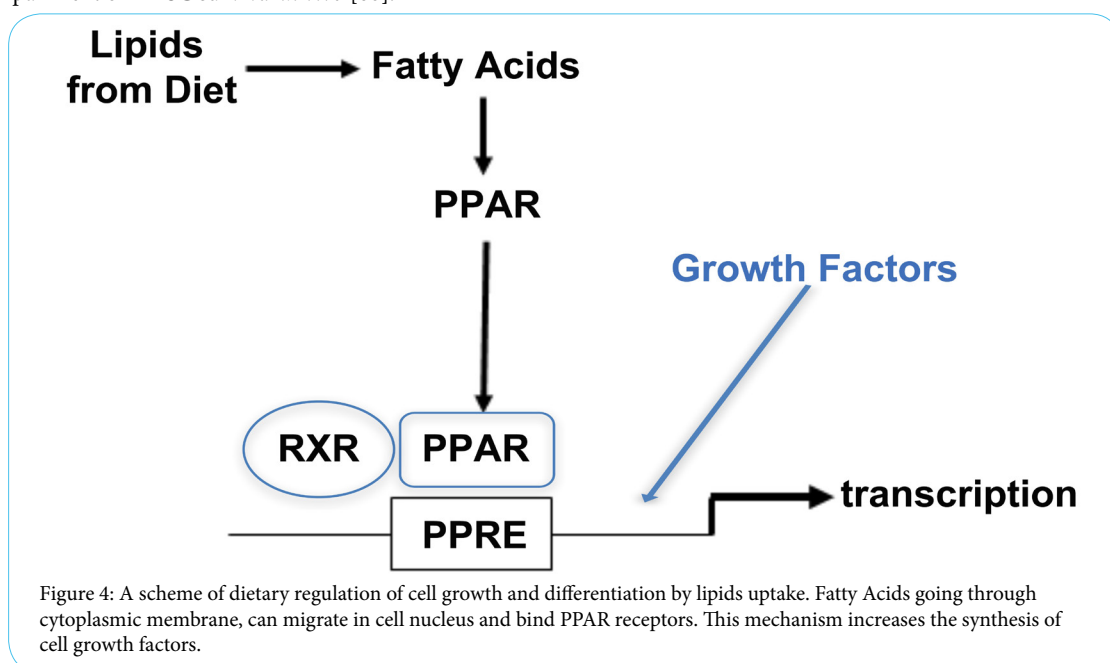 Lipids
from Diet
Fatty Acids
PPAR
Growth Factors
RXR
PPAR
PPRE
transcription
Figure 4: A scheme of dietary regulation of cell growth and differentiation by lipids uptake. Fatty Acids going through
cytoplasmic membrane, can migrate in cell nucleus and bind PPAR receptors. This mechanism increases the synthesis of
cell growth factors.